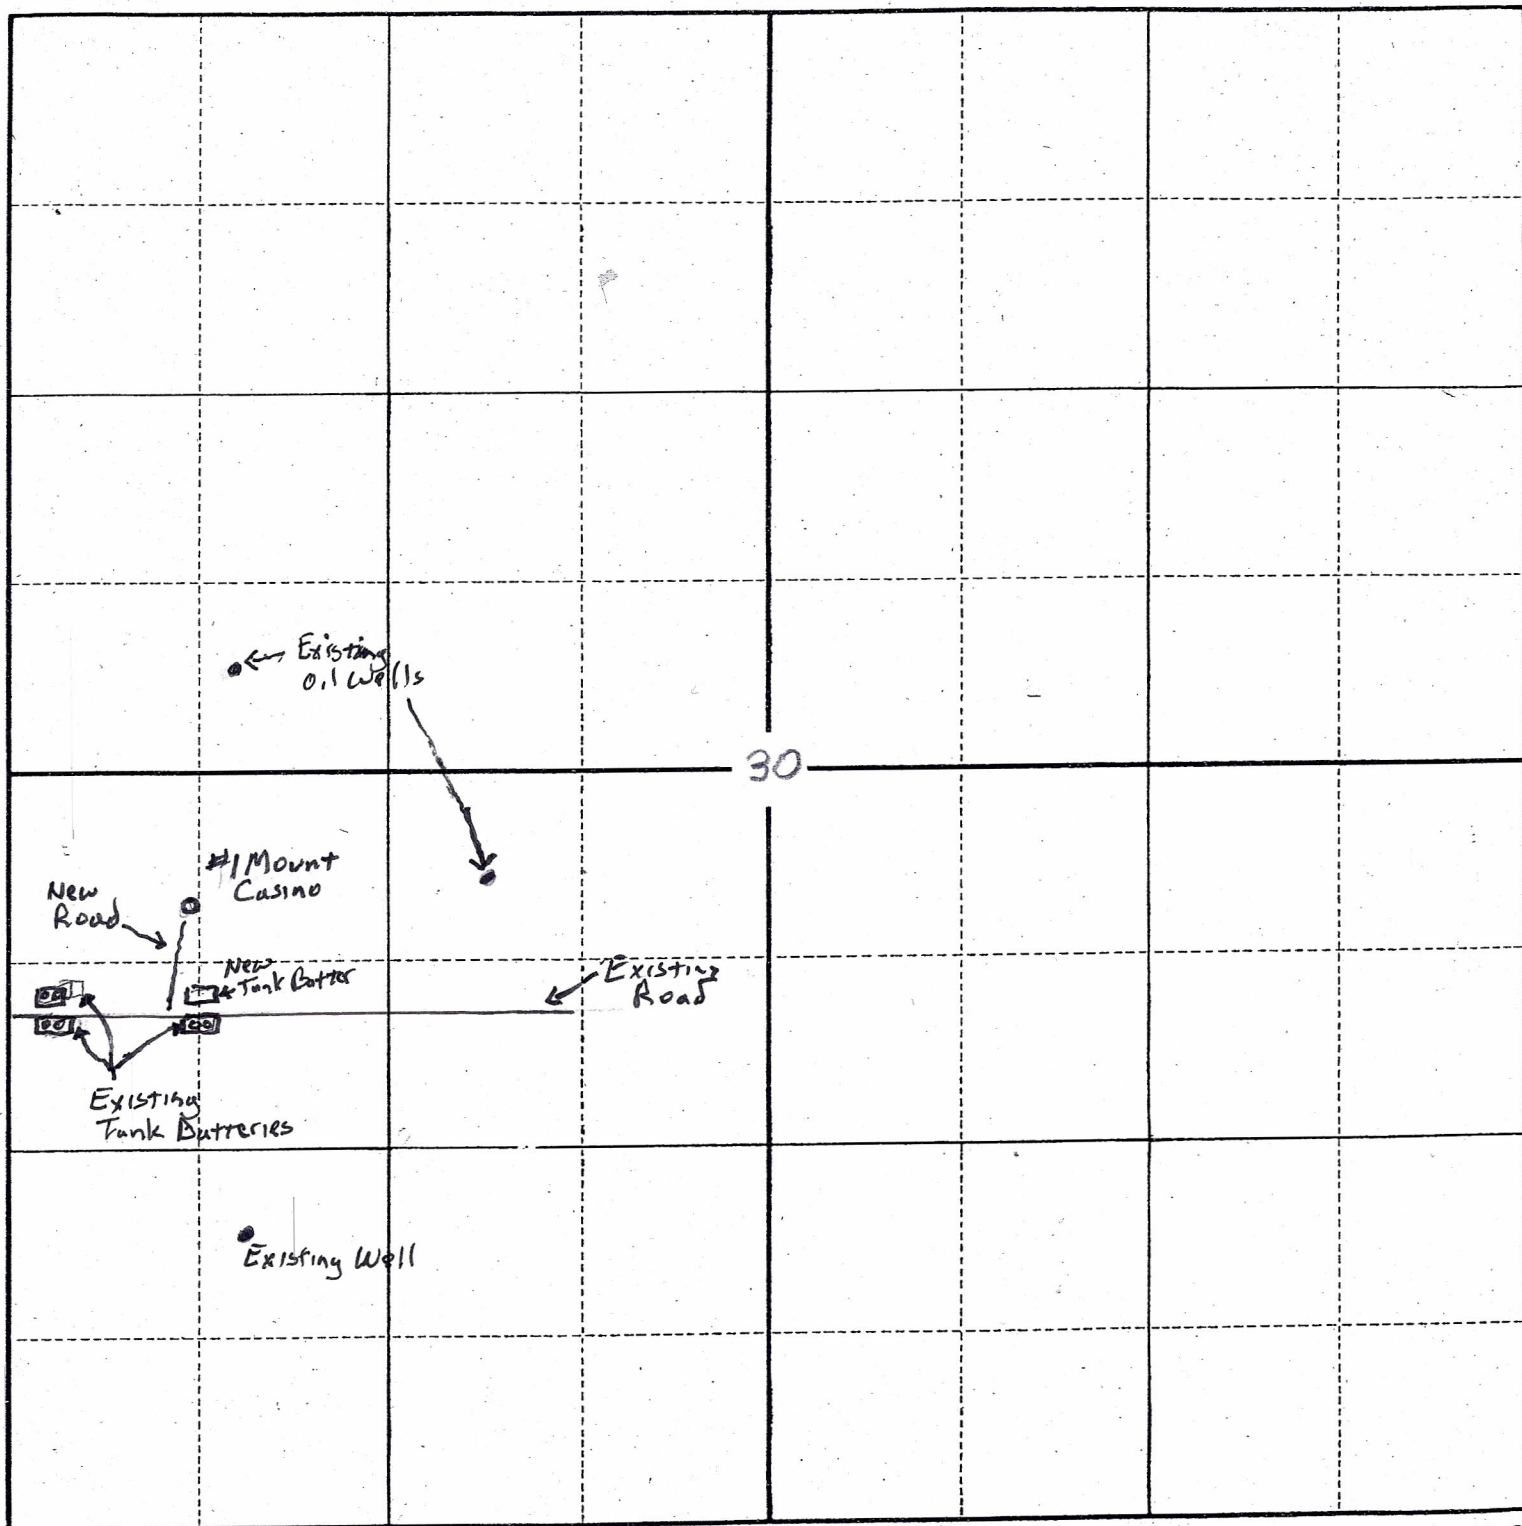 Existing
Oil Wells
30
#1 Mount
Casino
New
Road
New
Tank Batter
Existing
Road
Existing
Tank Batteries
Existing Well